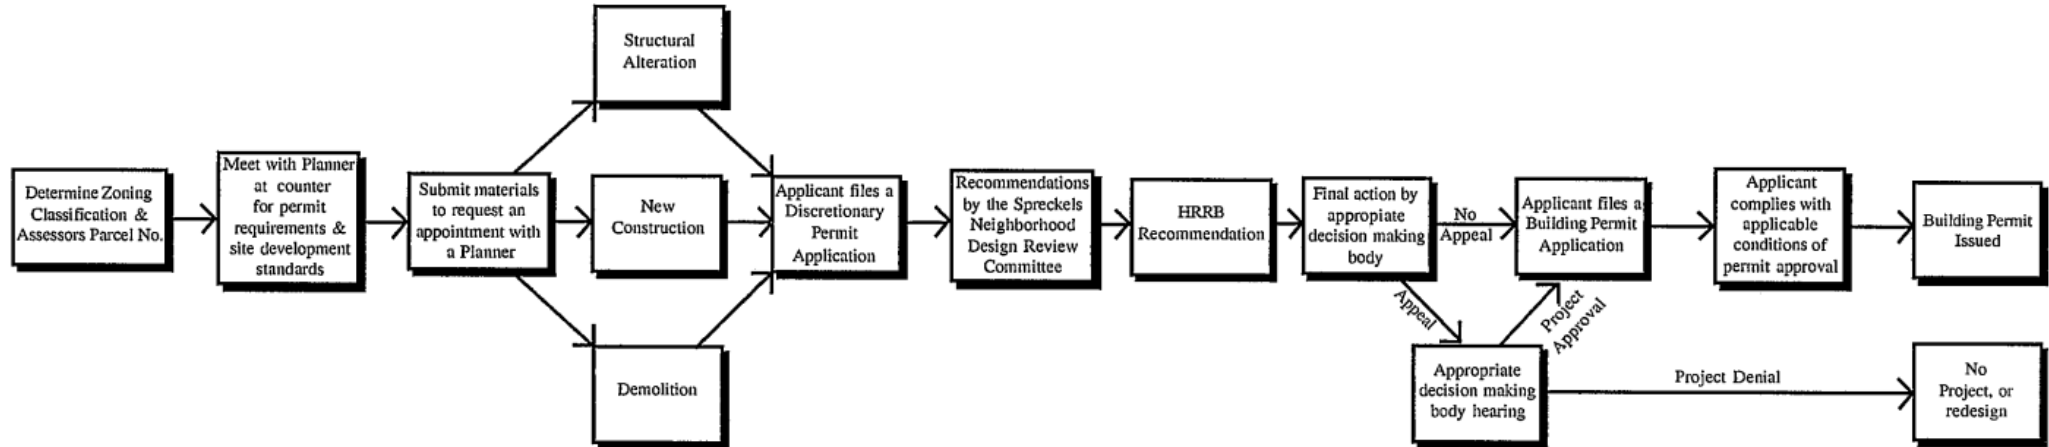 Structural
Alteration
Determine Zoning
Classification &
Assessors Parcel No.
Meet with Planner
at counter
for permit
requirements &
site development
standards
Submit materials
to request an
appointment with
a Planner
New
Construction
Demolition
Applicant files a
Discretionary
Permit
Application
Recommendations
by the Spreckels
Neighborhood
Design Review
Committee
HRRB
Recommendation
Final action by
appropiate
decision making
body
No
Appeal
Appeal
Appropriate
decision making
body hearing
Project
Approval
Project Denial
Applicant files a
Building Permit
Application
Applicant
complies with
applicable
conditions of
permit approval
Building Permit
Issued
No
Project, or
redesign